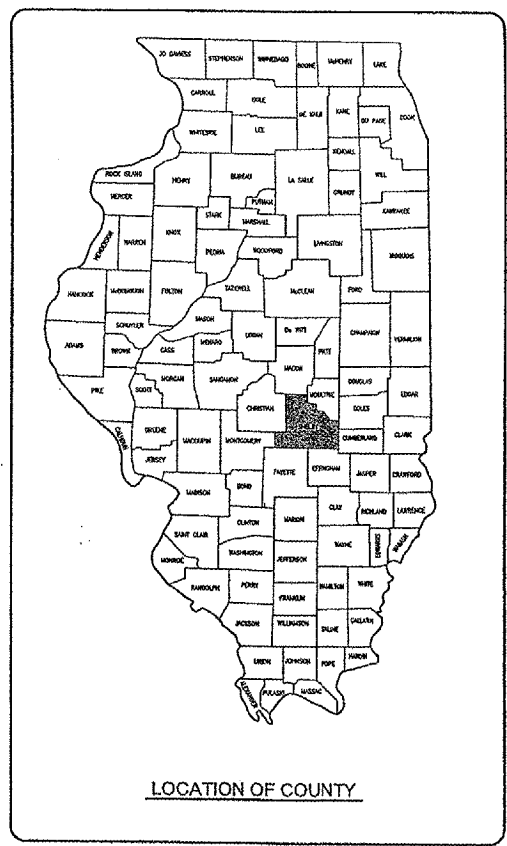 JO DAVIESS
STEPHENSON
WINNEBAGO
BOONE
McHENRY
LAKE
CARROLL
OGLE
DE KALB
KANE
DU PAGE
COOK
WHITESIDE
LEE
KENDALL
WILL
ROCK ISLAND
HENRY
BUREAU
LA SALLE
GRUNDY
MERCER
PUTNAM
KANKAKEE
STARK
MARSHALL
HENDERSON
WARREN
KNOX
PEORIA
WOODFORD
LIVINGSTON
IROQUOIS
HANCOCK
McDONOUGH
FULTON
TAZEWELL
McCLEAN
FORD
MASON
SCHUYLER
LOGAN
De WITT
CHAMPAIGN
VERMILION
ADAMS
BROWN
CASS
MENARD
PIATT
MACON
PIKE
SCOTT
MORGAN
SANGAMON
MOULTRIE
DOUGLAS
EDGAR
CHRISTIAN
COLES
CALHOUN
GREENE
MACOUPIN
MONTGOMERY
CUMBERLAND
CLARK
JERSEY
FAYETTE
EFFINGHAM
JASPER
CRAWFORD
MADISON
BOND
CLAY
RICHLAND
LAWRENCE
CLINTON
MARION
SAINT CLAIR
WAYNE
EDWARDS
WABASH
MONROE
WASHINGTON
JEFFERSON
RANDOLPH
PERRY
FRANKLIN
HAMILTON
WHITE
JACKSON
WILLIAMSON
SALINE
GALLATIN
UNION
JOHNSON
POPE
HARDIN
ALEXANDER
PULASKI
MASSAC
LOCATION OF COUNTY